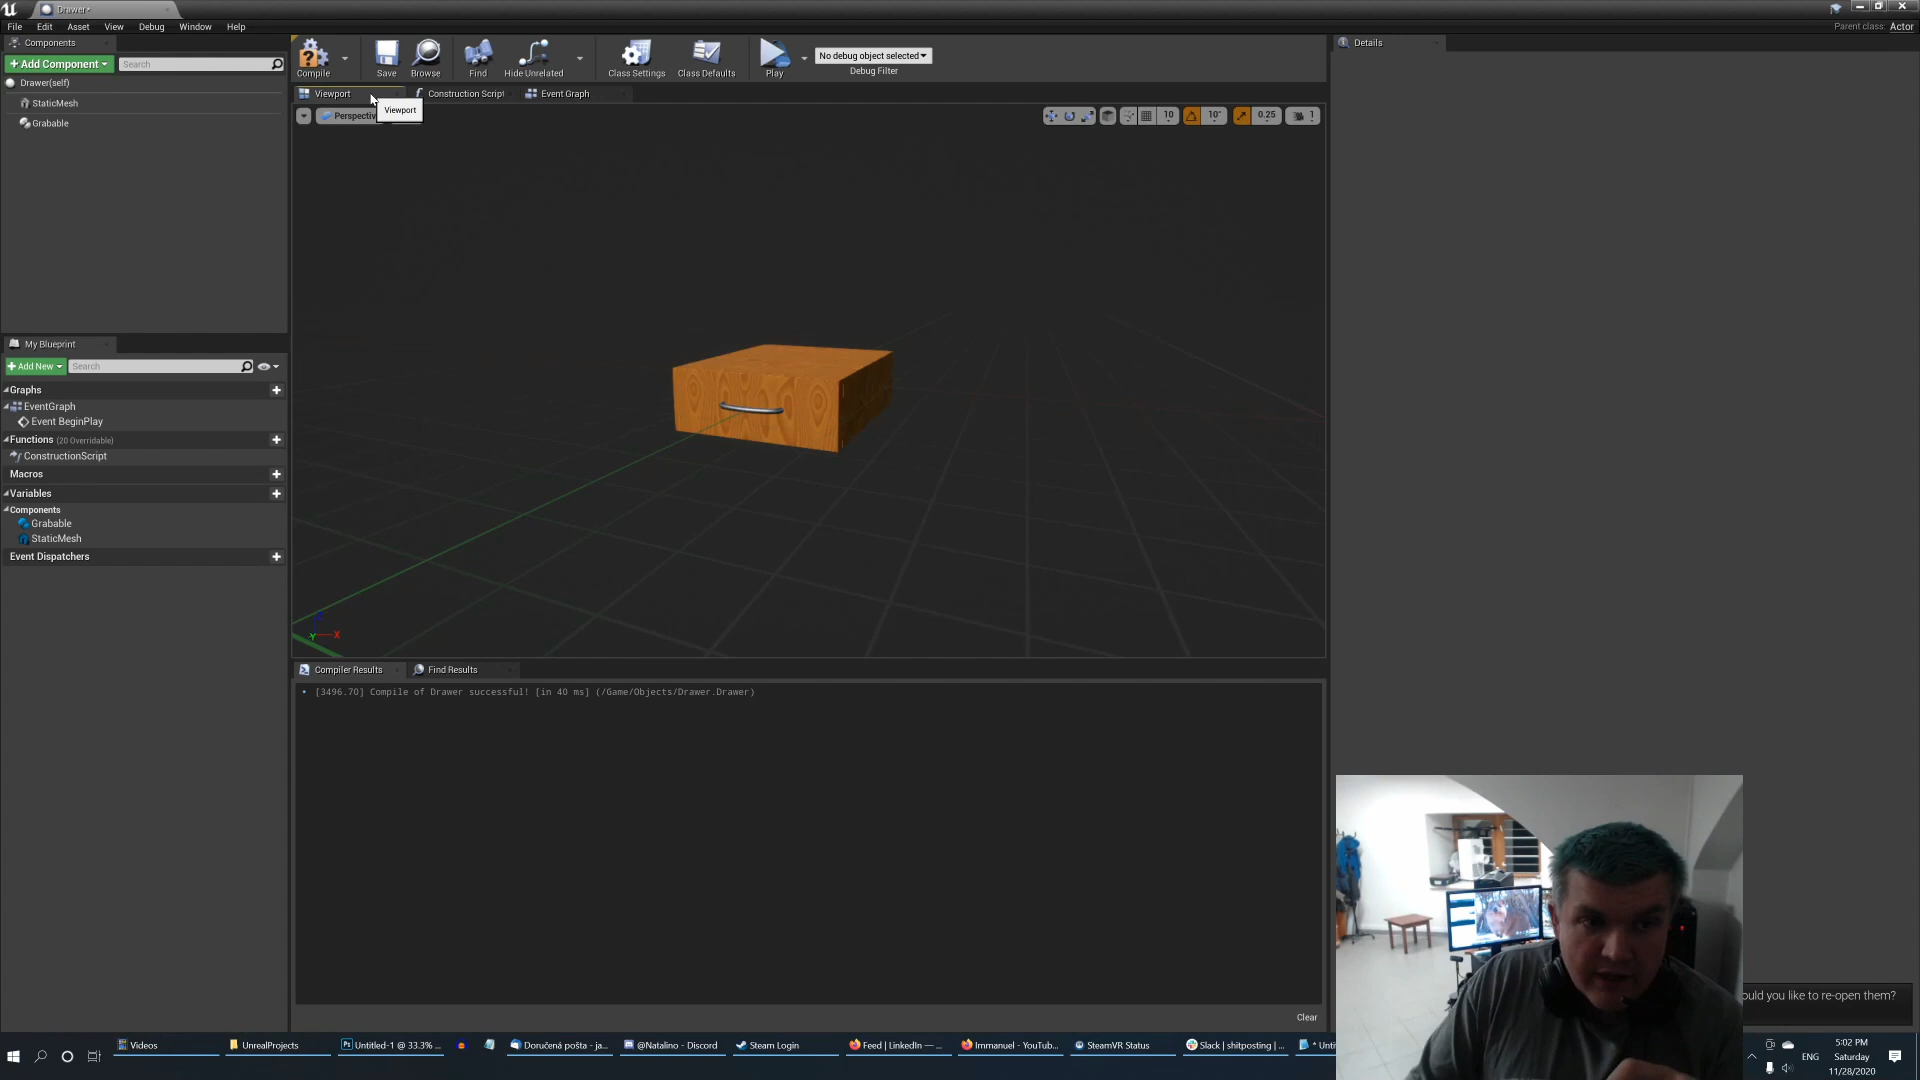 Drawer*
File Edit Asset View Debug Window Help
Parent class: Actor
Components
+Add Component
Search
Drawer(self)
StaticMesh
Grabable
Compile
Save
Browse
Find
Hide Unrelated
Class Settings
Class Defaults
Play
No debug object selected
Debug Filter
Details
Viewport
Construction Script
Event Graph
Viewport
10
10°
0.25
1
X
Y
My Blueprint
+Add New
Search
Graphs
EventGraph
Event BeginPlay
Functions (20 Overridable)
ConstructionScript
Macros
Variables
Components
Grabable
StaticMesh
Event Dispatchers
Compiler Results
Find Results
[3496.70] Compile of Drawer successful! [in 40 ms] (/Game/Objects/Drawer.Drawer)
Clear
ould you like to re-open them?
Videos
UnrealProjects
Untitled-1 @ 33.3% ...
Doručená pošta - ja...
@Natalino - Discord
Steam Login
Feed | LinkedIn — ...
Immanuel - YouTub...
SteamVR Status
Slack | shitposting | ...
ENG
5:02 PM
Saturday
11/28/2020